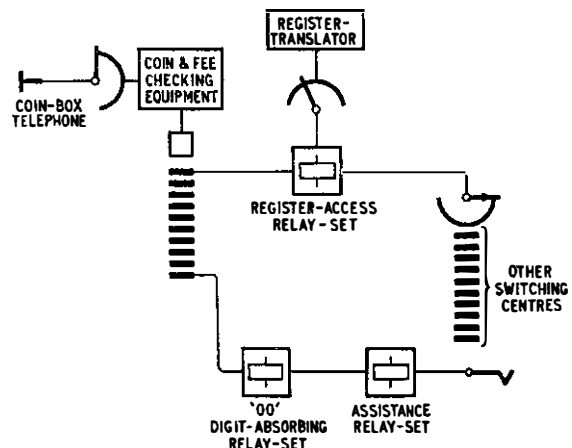 REGISTER-
TRANSLATOR
COIN & FEE
CHECKING
EQUIPMENT
COIN-BOX
TELEPHONE
REGISTER-ACCESS
RELAY-SET
OTHER
SWITCHING
CENTRES
'00'
DIGIT-ABSORBING
RELAY-SET
ASSISTANCE
RELAY-SET